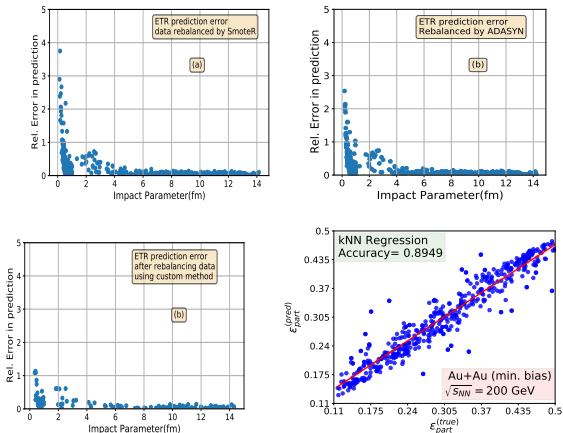 5
4
3
2
1
0
Rel. Error in prediction
ETR prediction error
data rebalanced by SmoteR
(a)
0 2 4 6 8 10 12 14
Impact Parameter(fm)
5
4
3
2
1
0
Rel. Error in prediction
ETR prediction error
Rebalanced by ADASYN
(b)
0 2 4 6 8 10 12 14
Impact Parameter(fm)
5
4
3
2
1
0
Rel. Error in prediction
ETR prediction error
after rebalancing data
using custom method
(b)
0 2 4 6 8 10 12 14
Impact Parameter(fm)
0.5
0.435
0.37
0.305
0.24
0.175
0.11
ε_part^(pred)
kNN Regression
Accuracy= 0.8949
Au+Au (min. bias)
√s_NN = 200 GeV
0.11 0.175 0.24 0.305 0.37 0.435 0.5
ε_part^(true)